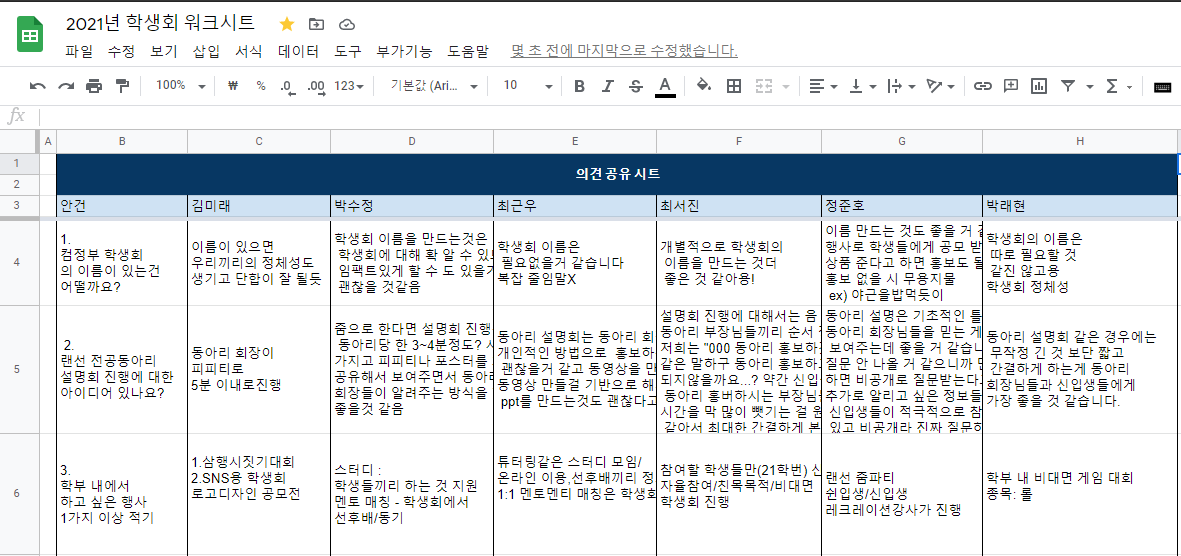 2021년 학생회 워크시트
파일 수정 보기 삽입 서식 데이터 도구 부가기능 도움말 몇 초 전에 마지막으로 수정했습니다.
100% ₩ % .0 .00 123 기본값 (Ari... 10 B I S A
fx
A B C D E F G H
1 의견 공유 시트
2
3 안건 김미래 박수정 최근우 최서진 정준호 박래현
4
1.
컴정부 학생회
의 이름이 있는건
어떨까요?
이름이 있으면
우리끼리의 정체성도
생기고 단합이 잘 될듯
학생회 이름을 만드는것은
학생회에 대해 확 알 수 있
임팩트있게 할 수 도 있을
괜찮을 것같음
학생회 이름은
필요없을거 같습니다
복잡 줄임말X
개별적으로 학생회의
이름을 만드는 것더
좋은 것 같아용!
이름 만드는 것도 좋을 거
행사로 학생들에게 공모 받
상품 준다고 하면 홍보도
홍보 없을 시 무용지물
ex) 야근을밥먹듯이
학생회의 이름은
따로 필요할 것
같진 않고용
학생회 정체성
5
2.
랜선 전공동아리
설명회 진행에 대한
아이디어 있나요?
동아리 회장이
피피티로
5분 이내로진행
줌으로 한다면 설명회 진행
동아리당 한 3~4분정도?
가지고 피피티나 포스터를
공유해서 보여주면서 동아
회장들이 알려주는 방식을
좋을것 같음
동아리 설명회는 동아리 회
개인적인 방법으로 홍보하
괜찮을거 같고 동영상을 만
동영상 만들걸 기반으로 해
ppt를 만드는것도 괜찮다고
설명회 진행에 대해서는 음
동아리 부장님들끼리 순서
저희는 "000 동아리 홍보하
같은 말하구 동아리 홍보하
되지않을까요...? 약간 신입
동아리 홍버하시는 부장님
시간을 막 많이 뺏기는 걸 원
같아서 최대한 간결하게 본
동아리 설명은 기초적인 틀
동아리 회장님들을 믿는 게
보여주는데 좋을 거 같습니
질문 안 나올 거 같으니까 만
하면 비공개로 질문받는다
추가로 알리고 싶은 정보들
신입생들이 적극적으로 참
있고 비공개라 진짜 질문하
동아리 설명회 같은 경우에는
무작정 긴 것 보단 짧고
간결하게 하는게 동아리
회장님들과 신입생들에게
가장 좋을 것 같습니다.
6
3.
학부 내에서
하고 싶은 행사
1가지 이상 적기
1.삼행시짓기대회
2.SNS용 학생회
로고디자인 공모전
스터디 :
학생들끼리 하는 것 지원
멘토 매칭 - 학생회에서
선후배/동기
튜터링같은 스터디 모임/
온라인 이용,선후배끼리 정
1:1 멘토멘티 매칭은 학생회
참여할 학생들만(21학번) 신
자율참여/친목목적/비대면
학생회 진행
랜선 줌파티
쉰입생/신입생
레크레이션강사가 진행
학부 내 비대면 게임 대회
종목: 롤